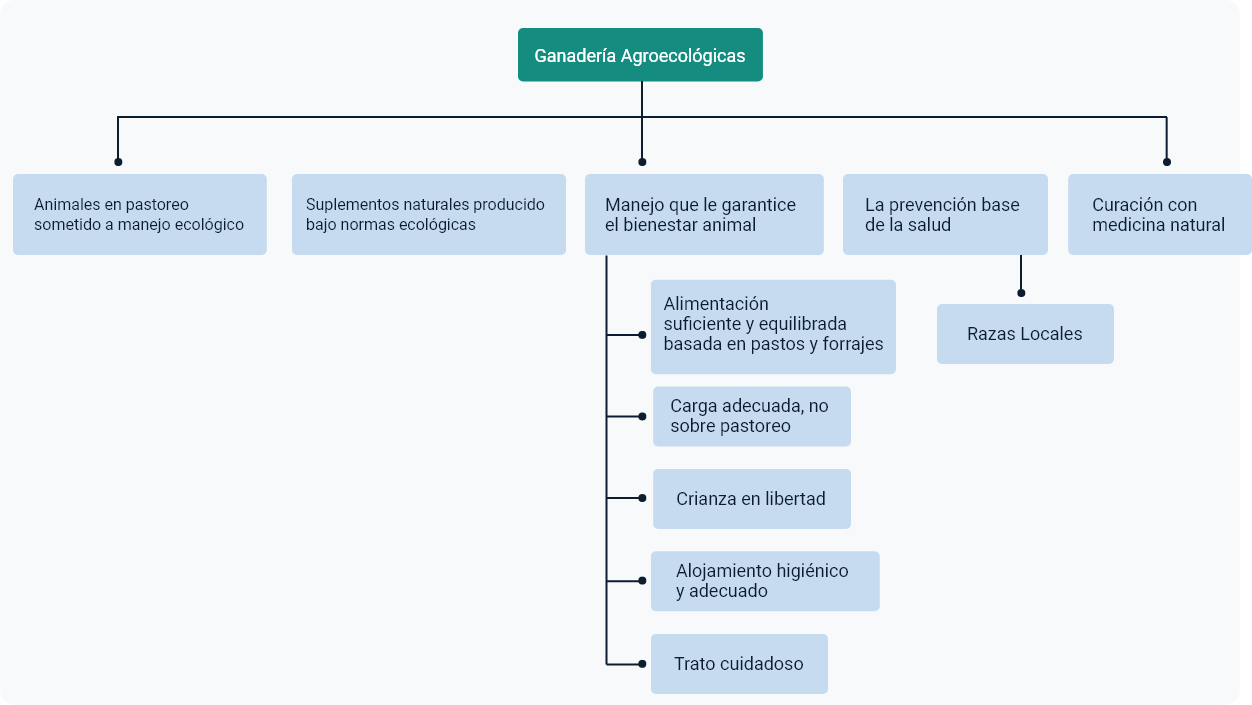 Ganadería Agroecológicas
Animales en pastoreo
sometido a manejo ecológico
Suplementos naturales producido
bajo normas ecológicas
Manejo que le garantice
el bienestar animal
La prevención base
de la salud
Curación con
medicina natural
Alimentación
suficiente y equilibrada
basada en pastos y forrajes
Razas Locales
Carga adecuada, no
sobre pastoreo
Crianza en libertad
Alojamiento higiénico
y adecuado
Trato cuidadoso